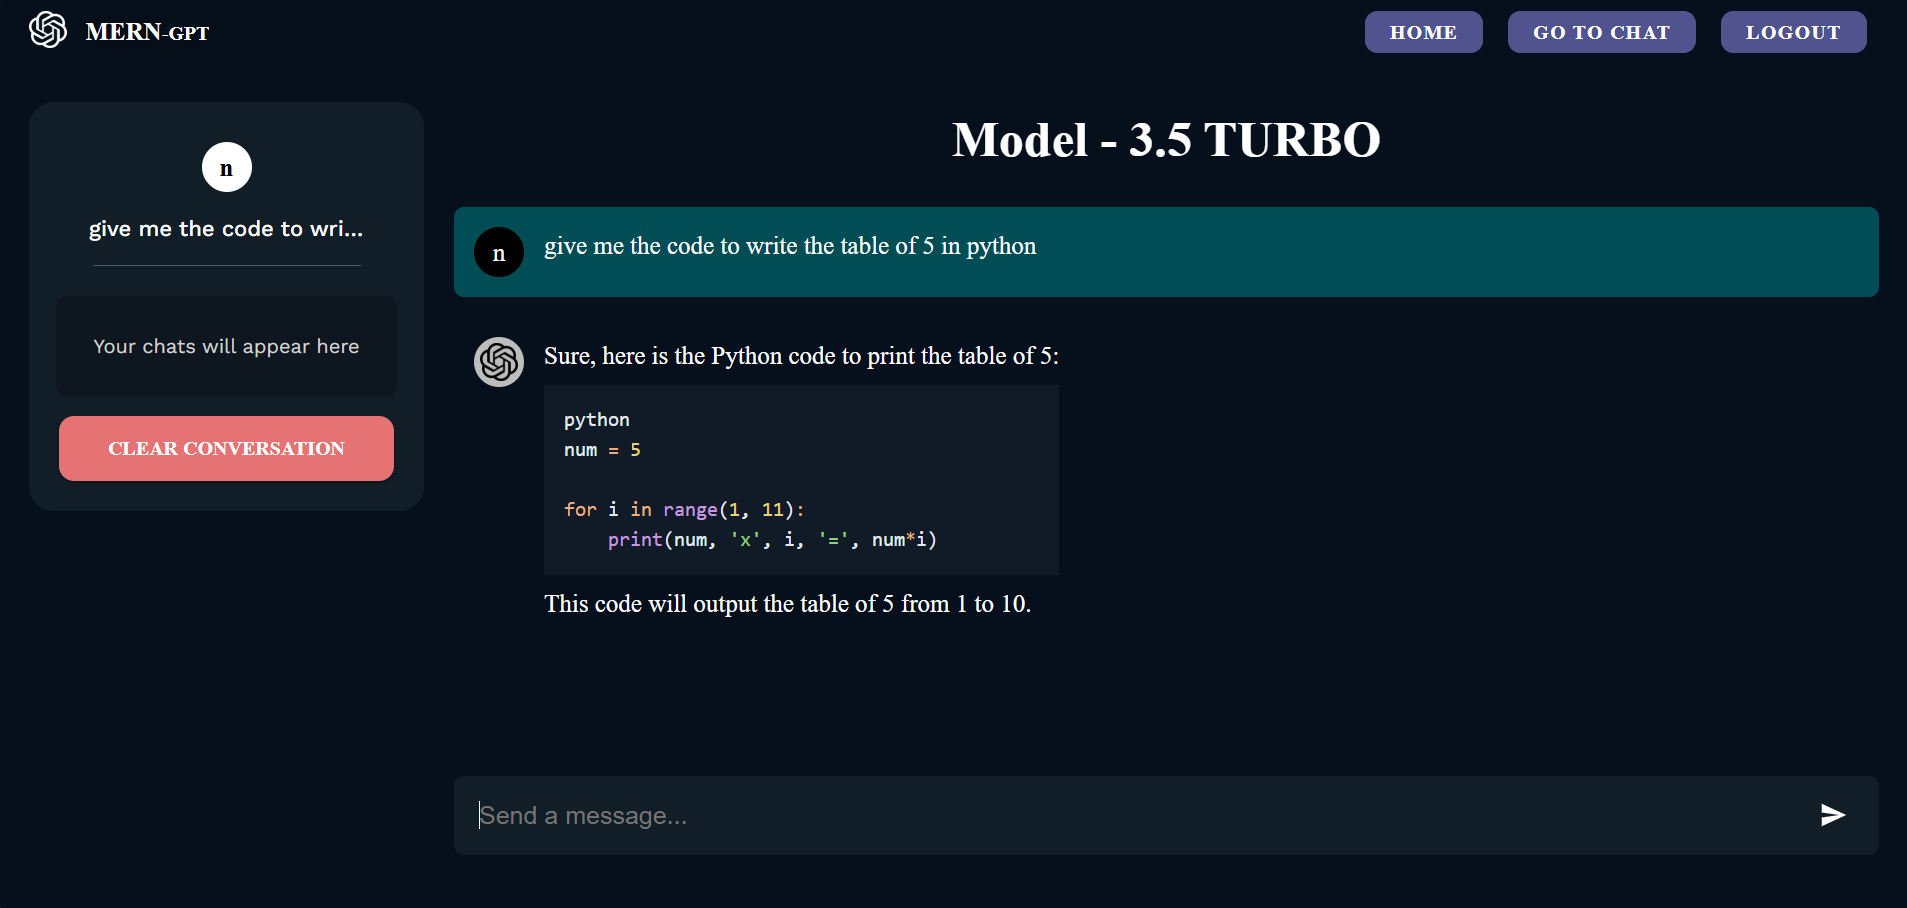 MERN-GPT
HOME
GO TO CHAT
LOGOUT
n
give me the code to wri...
Your chats will appear here
CLEAR CONVERSATION
Model - 3.5 TURBO
n
give me the code to write the table of 5 in python
Sure, here is the Python code to print the table of 5:
python
num = 5
for i in range(1, 11):
    print(num, 'x', i, '=', num*i)
This code will output the table of 5 from 1 to 10.
Send a message...